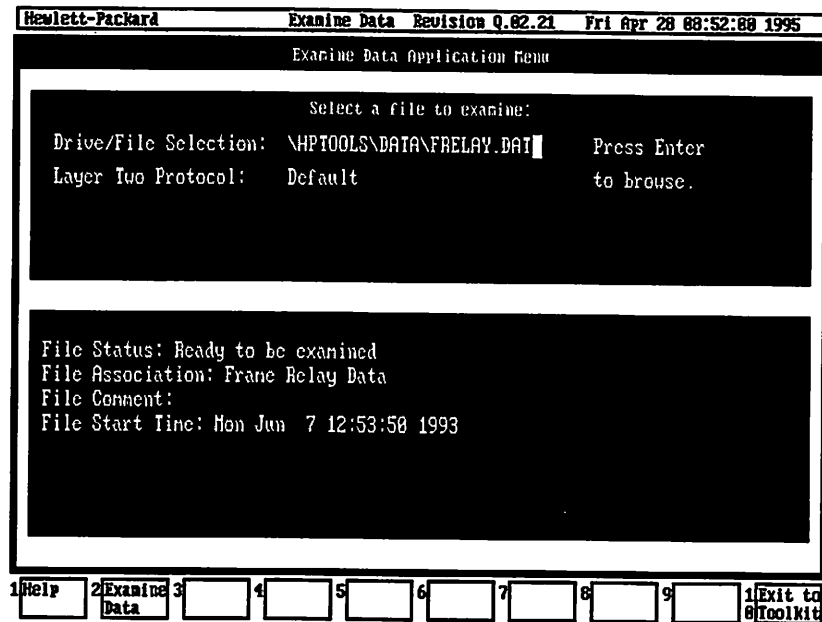 Hewlett-Packard Examine Data Revision Q.02.21 Fri Apr 28 08:52:00 1995
Examine Data Application Menu
Select a file to examine:
Drive/File Selection: \HPTOOLS\DATA\FRELAY.DAT Press Enter
Layer Two Protocol: Default to browse.
File Status: Ready to be examined
File Association: Frame Relay Data
File Comment:
File Start Time: Mon Jun 7 12:53:50 1993
1 Help 2 Examine 3 4 5 6 7 8 9 1 Exit to
Data 0 Toolkit